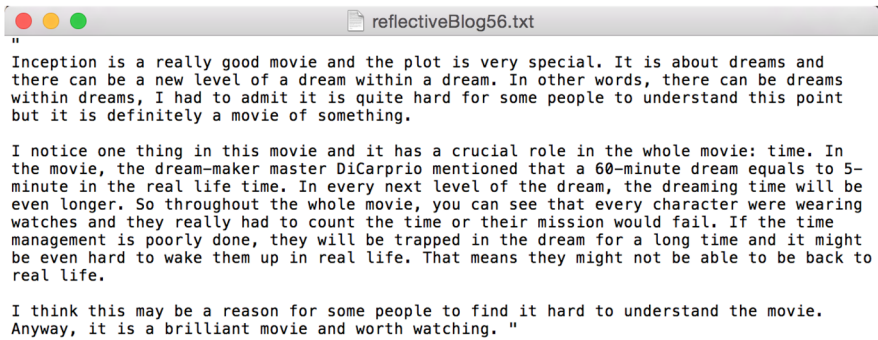 reflectiveBlog56.txt
"
Inception is a really good movie and the plot is very special. It is about dreams and
there can be a new level of a dream within a dream. In other words, there can be dreams
within dreams, I had to admit it is quite hard for some people to understand this point
but it is definitely a movie of something.
I notice one thing in this movie and it has a crucial role in the whole movie: time. In
the movie, the dream-maker master DiCarprio mentioned that a 60-minute dream equals to 5-
minute in the real life time. In every next level of the dream, the dreaming time will be
even longer. So throughout the whole movie, you can see that every character were wearing
watches and they really had to count the time or their mission would fail. If the time
management is poorly done, they will be trapped in the dream for a long time and it might
be even hard to wake them up in real life. That means they might not be able to be back to
real life.
I think this may be a reason for some people to find it hard to understand the movie.
Anyway, it is a brilliant movie and worth watching. "